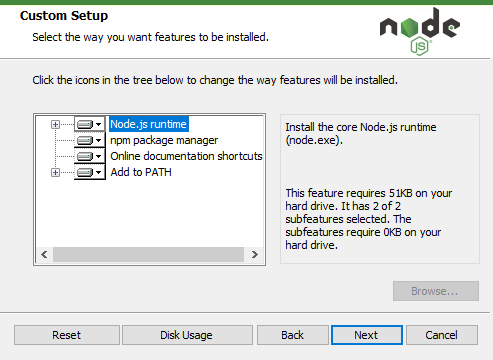 Custom Setup
Select the way you want features to be installed.
node
JS
Click the icons in the tree below to change the way features will be installed.
Node.js runtime
npm package manager
Online documentation shortcuts
Add to PATH
Install the core Node.js runtime
(node.exe).
This feature requires 51KB on your
hard drive. It has 2 of 2
subfeatures selected. The
subfeatures require 0KB on your
hard drive.
Browse...
Reset
Disk Usage
Back
Next
Cancel